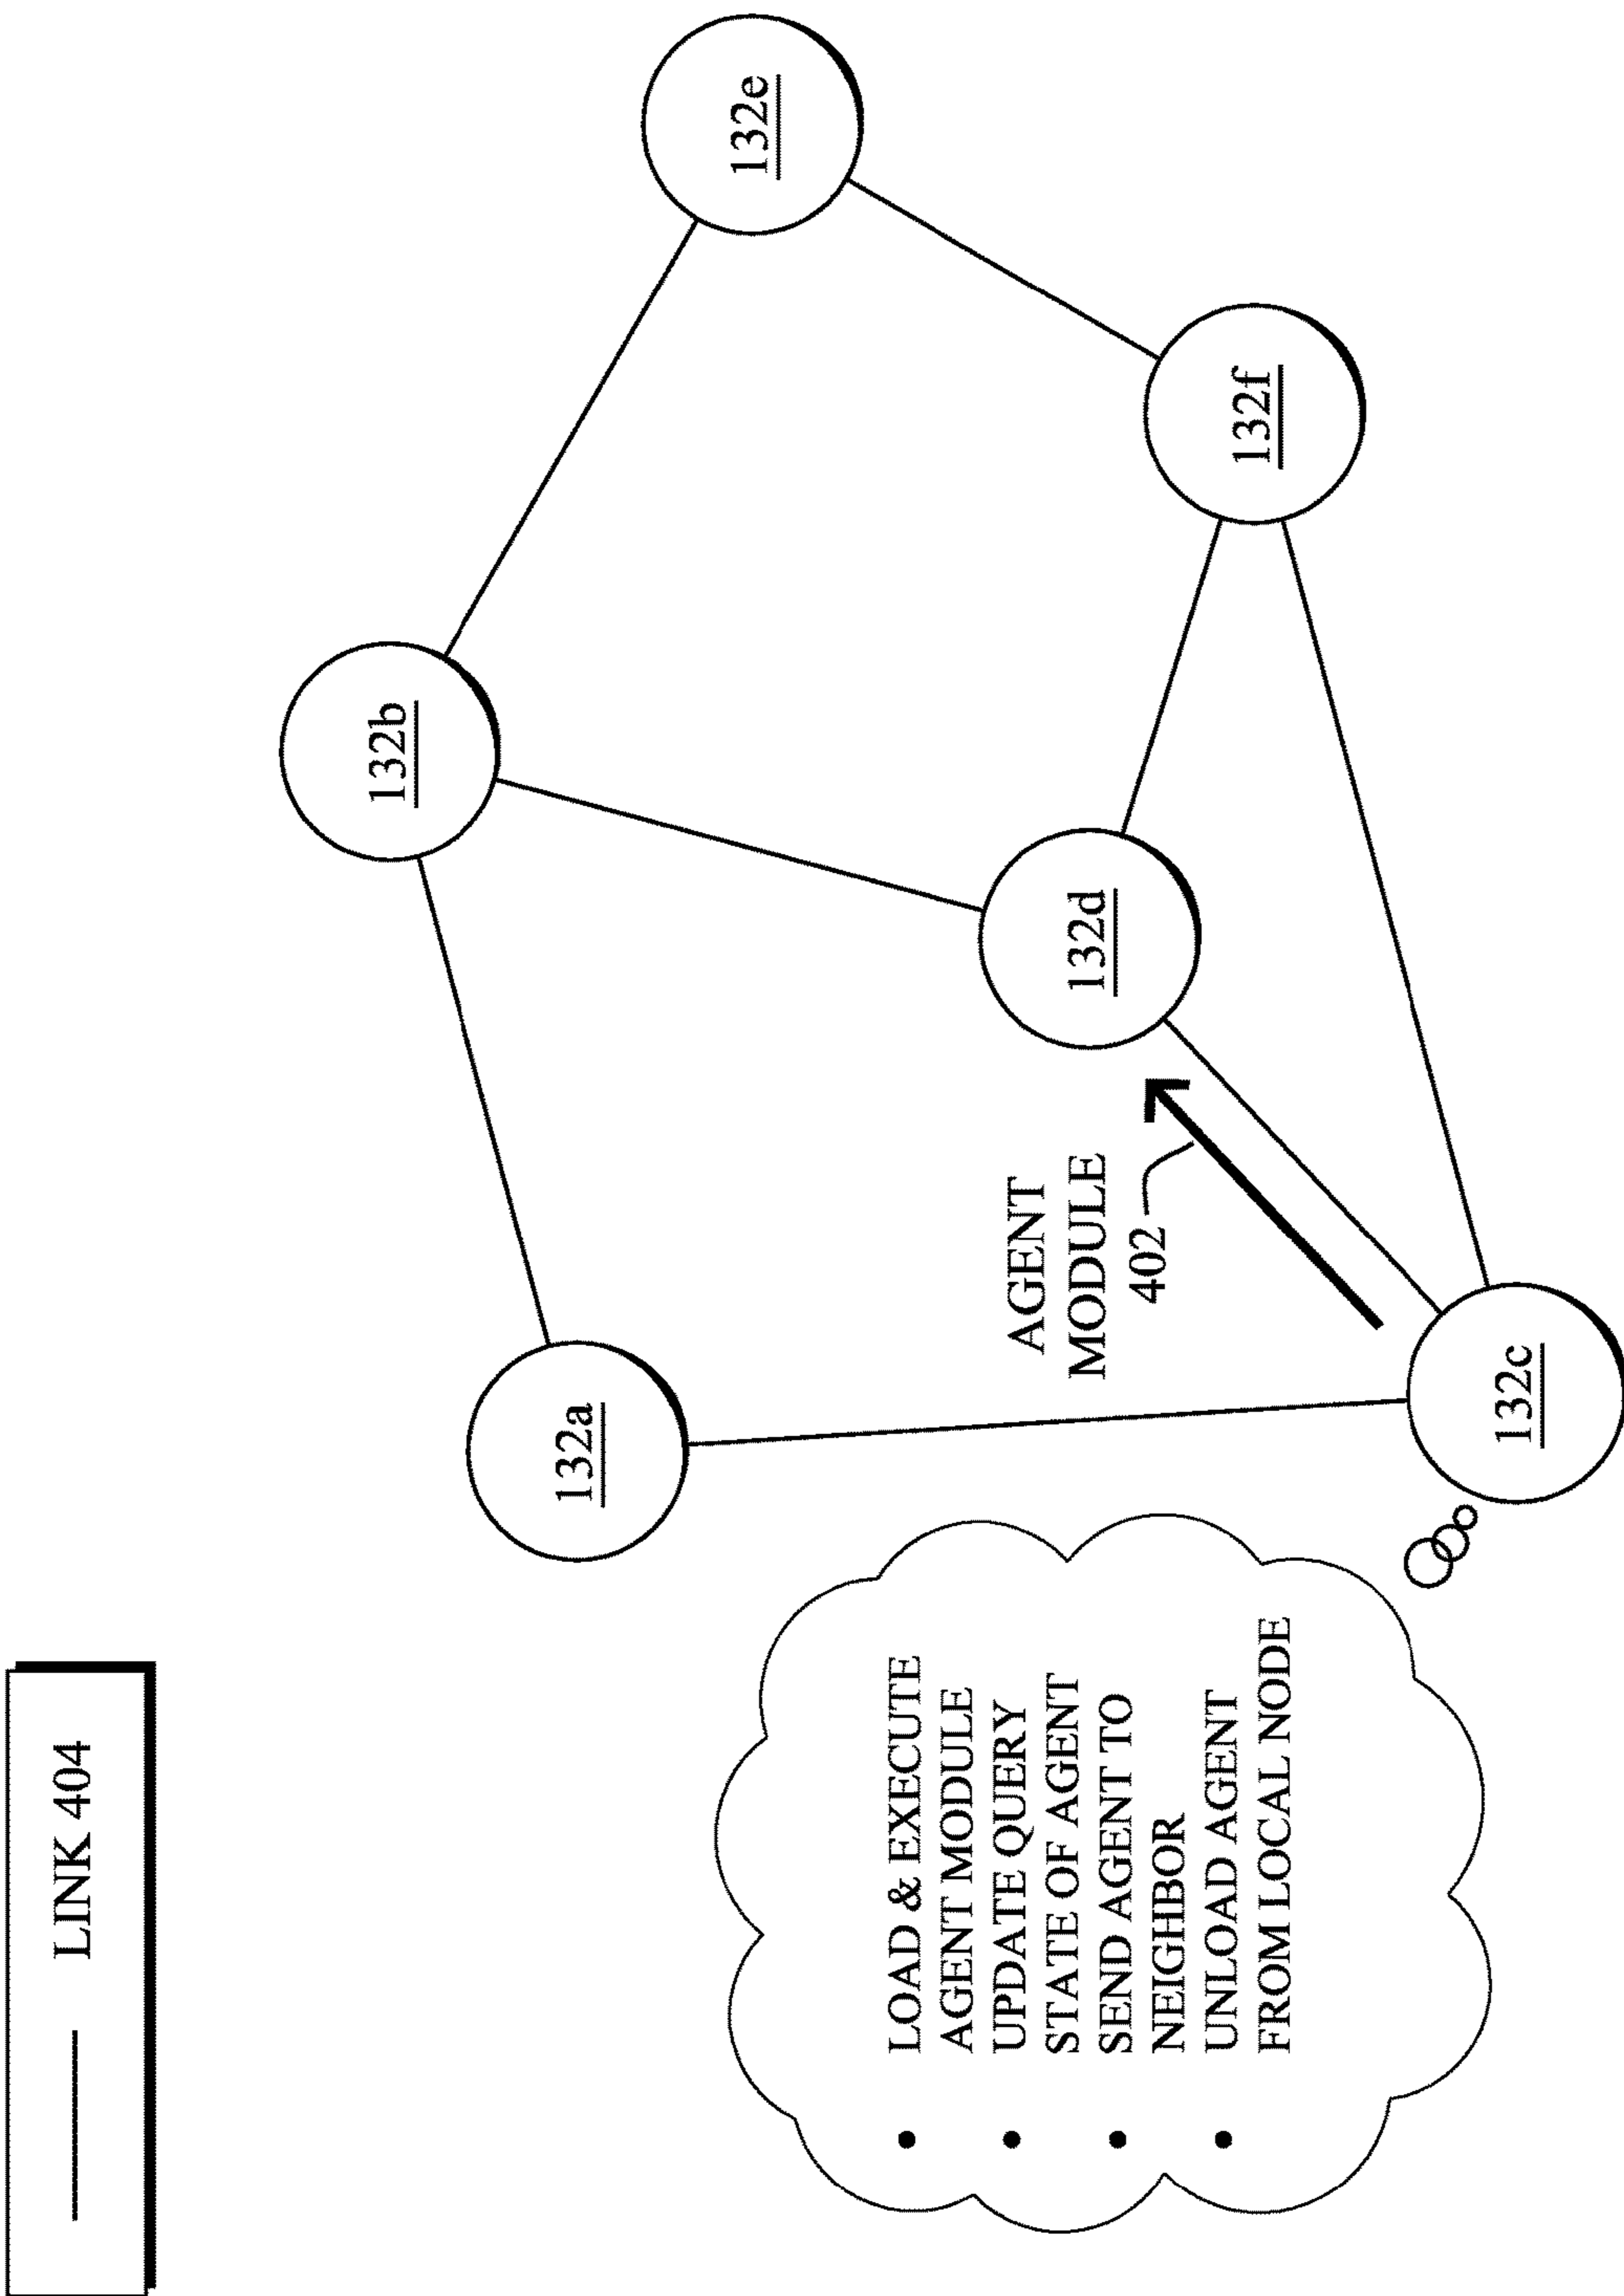 LINK 404
132a
132b
132e
• LOAD & EXECUTE
AGENT MODULE
• UPDATE QUERY
STATE OF AGENT
• SEND AGENT TO
NEIGHBOR
• UNLOAD AGENT
FROM LOCAL NODE
AGENT
MODULE
402
132d
132f
132c